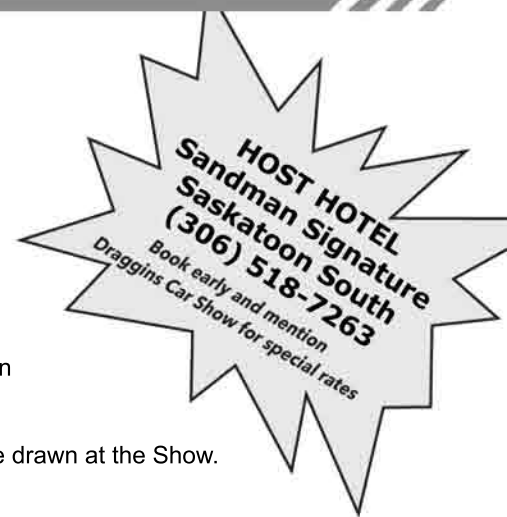 HOST HOTEL
Sandman Signature
Saskatoon South
(306) 518-7263
Book early and mention
Draggins Car Show for special rates
drawn at the Show.